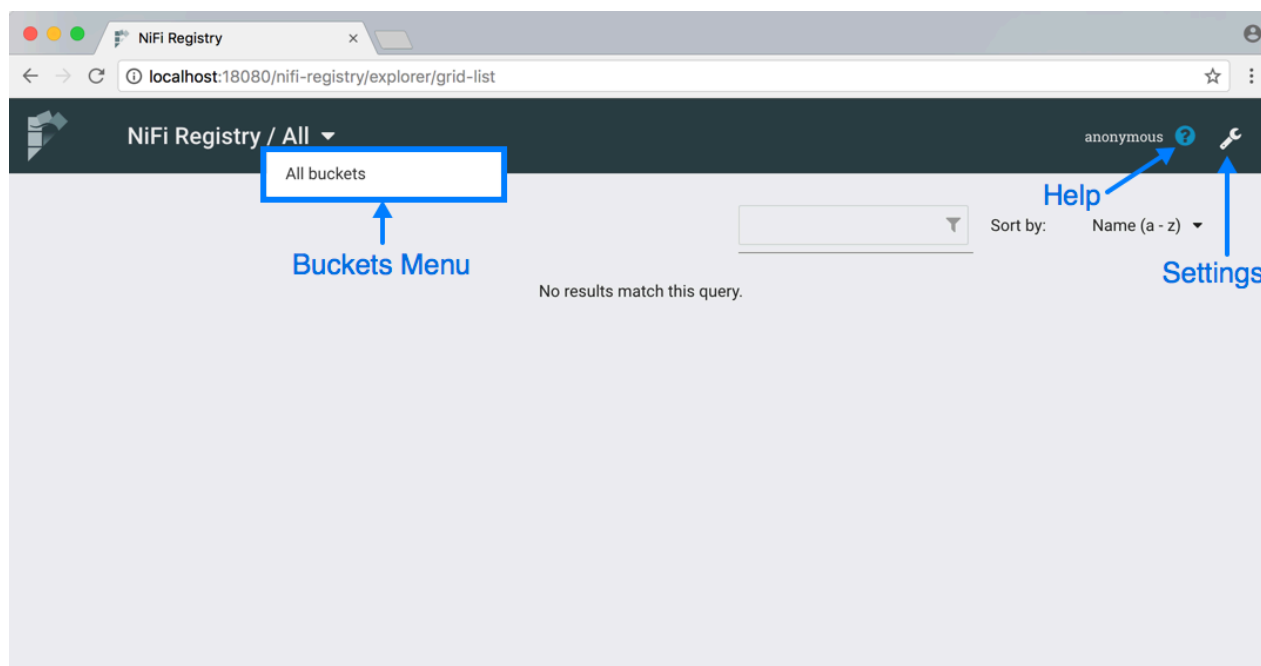 NiFi Registry
localhost:18080/nifi-registry/explorer/grid-list
NiFi Registry / All
anonymous
All buckets
Help
Sort by: Name (a - z)
Buckets Menu
Settings
No results match this query.